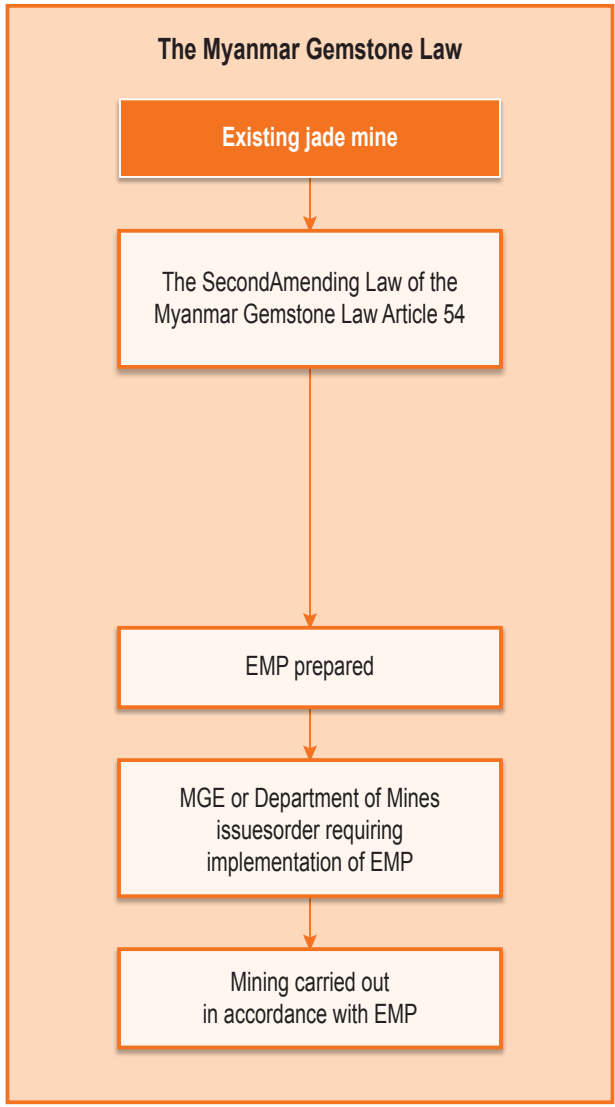 The Myanmar Gemstone Law
Existing jade mine
The SecondAmending Law of the
Myanmar Gemstone Law Article 54
EMP prepared
MGE or Department of Mines
issuesorder requiring
implementation of EMP
Mining carried out
in accordance with EMP